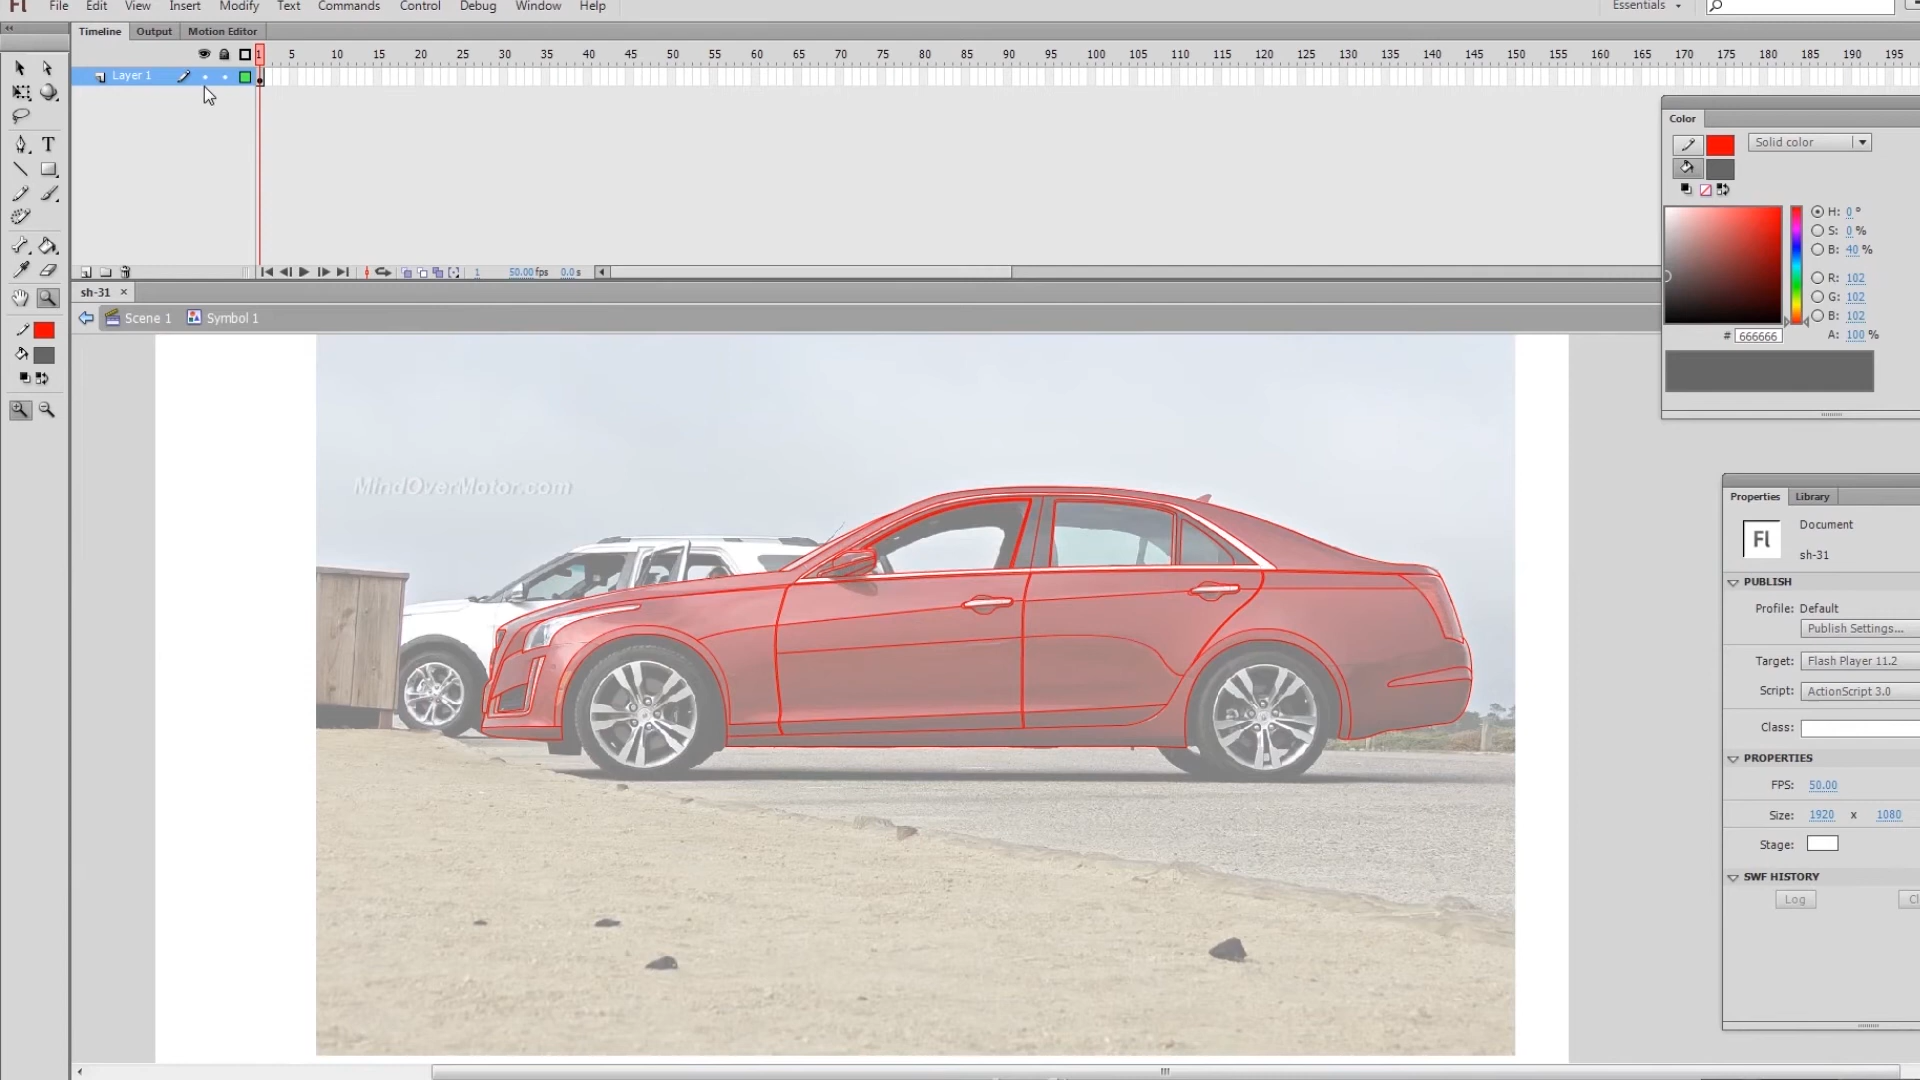 Fl File Edit View Insert Modify Text Commands Control Debug Window Help Essentials
Timeline Output Motion Editor
1 5 10 15 20 25 30 35 40 45 50 55 60 65 70 75 80 85 90 95 100 105 110 115 120 125 130 135 140 145 150 155 160 165 170 175 180 185 190 195
Layer 1
1 50.00 fps 0.0 s
sh-31
Scene 1 Symbol 1
MindOverMotor.com
Color
Solid color
H: 0 °
S: 0 %
B: 40 %
R: 102
G: 102
B: 102
# 666666 A: 100 %
Properties Library
Fl Document
sh-31
PUBLISH
Profile: Default
Publish Settings...
Target: Flash Player 11.2
Script: ActionScript 3.0
Class:
PROPERTIES
FPS: 50.00
Size: 1920 x 1080
Stage:
SWF HISTORY
Log Cl